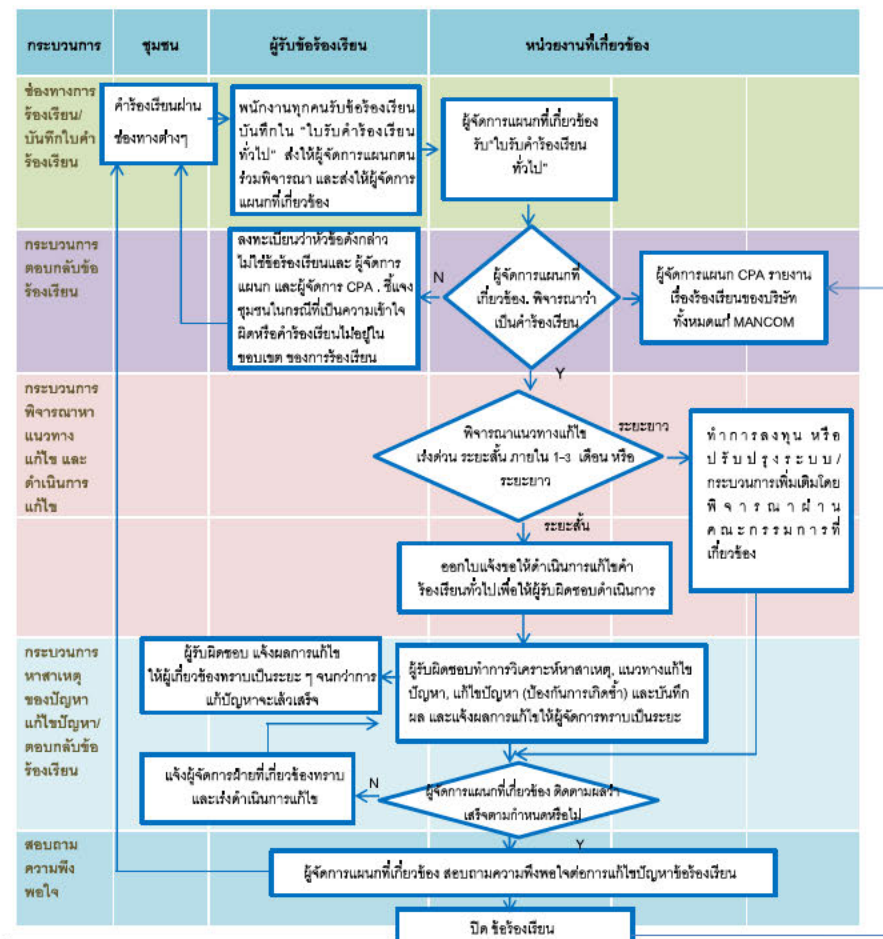 กระบวนการ
ชุมชน
ผู้รับข้อร้องเรียน
หน่วยงานที่เกี่ยวข้อง
ช่องทางการ
ร้องเรียน/
บันทึกใบคำ
ร้องเรียน
คำร้องเรียนผ่าน
ช่องทางต่างๆ
พนักงานทุกคนรับข้อร้องเรียน
บันทึกใน "ใบรับคำร้องเรียน
ทั่วไป" ส่งให้ผู้จัดการแผนกตน
ร่วมพิจารณา และส่งให้ผู้จัดการ
แผนกที่เกี่ยวข้อง
ผู้จัดการแผนกที่เกี่ยวข้อง
รับ"ใบรับคำร้องเรียน
ทั่วไป"
กระบวนการ
ตอบกลับข้อ
ร้องเรียน
ลงทะเบียนว่าหัวข้อดังกล่าว
ไม่ใช่ข้อร้องเรียนและ ผู้จัดการ
แผนก และผู้จัดการ CPA . ชี้แจง
ชุมชนในกรณีที่เป็นความเข้าใจ
ผิดหรือคำร้องเรียนไม่อยู่ใน
ขอบเขต ของการร้องเรียน
N
ผู้จัดการแผนกที่
เกี่ยวข้อง. พิจารณาว่า
เป็นคำร้องเรียน
ผู้จัดการแผนก CPA รายงาน
เรื่องร้องเรียนของบริษัท
ทั้งหมดแก่ MANCOM
Y
กระบวนการ
พิจารณาหา
แนวทาง
แก้ไข และ
ดำเนินการ
แก้ไข
พิจารณาแนวทางแก้ไข
เร่งด่วน ระยะสั้น ภายใน 1-3 เดือน หรือ
ระยะยาว
ระยะยาว
ทำการลงทุน หรือ
ปรับปรุงระบบ/
กระบวนการเพิ่มเติมโดย
พิจารณาผ่าน
คณะกรรมการที่
เกี่ยวข้อง
ระยะสั้น
ออกใบแจ้งขอให้ดำเนินการแก้ไขคำ
ร้องเรียนทั่วไปเพื่อให้ผู้รับผิดชอบดำเนินการ
กระบวนการ
หาสาเหตุ
ของปัญหา
แก้ไขปัญหา/
ตอบกลับข้อ
ร้องเรียน
ผู้รับผิดชอบ แจ้งผลการแก้ไข
ให้ผู้เกี่ยวข้องทราบเป็นระยะ ๆ จนกว่าการ
แก้ปัญหาจะแล้วเสร็จ
ผู้รับผิดชอบทำการวิเคราะห์หาสาเหตุ, แนวทางแก้ไข
ปัญหา, แก้ไขปัญหา (ป้องกันการเกิดซ้ำ) และบันทึก
ผล และแจ้งผลการแก้ไขให้ผู้จัดการทราบเป็นระยะ
แจ้งผู้จัดการฝ่ายที่เกี่ยวข้องทราบ
และเร่งดำเนินการแก้ไข
N
ผู้จัดการแผนกที่เกี่ยวข้อง ติดตามผลว่า
เสร็จตามกำหนดหรือไม่
Y
สอบถาม
ความพึง
พอใจ
ผู้จัดการแผนกที่เกี่ยวข้อง สอบถามความพึงพอใจต่อการแก้ไขปัญหาข้อร้องเรียน
ปิด ข้อร้องเรียน